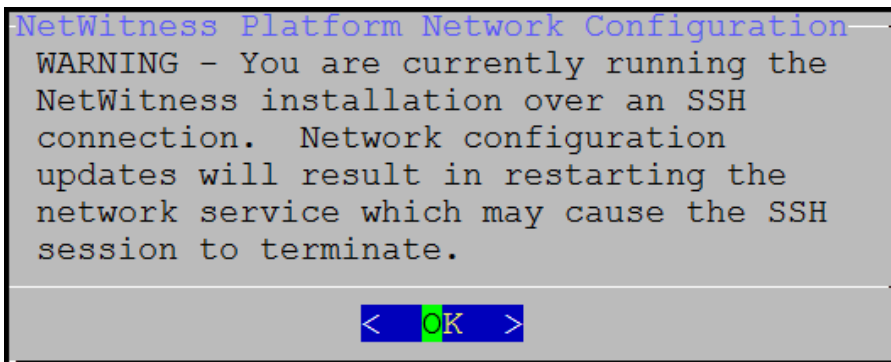 NetWitness Platform Network Configuration
WARNING - You are currently running the
NetWitness installation over an SSH
connection.  Network configuration
updates will result in restarting the
network service which may cause the SSH
session to terminate.
<  OK  >